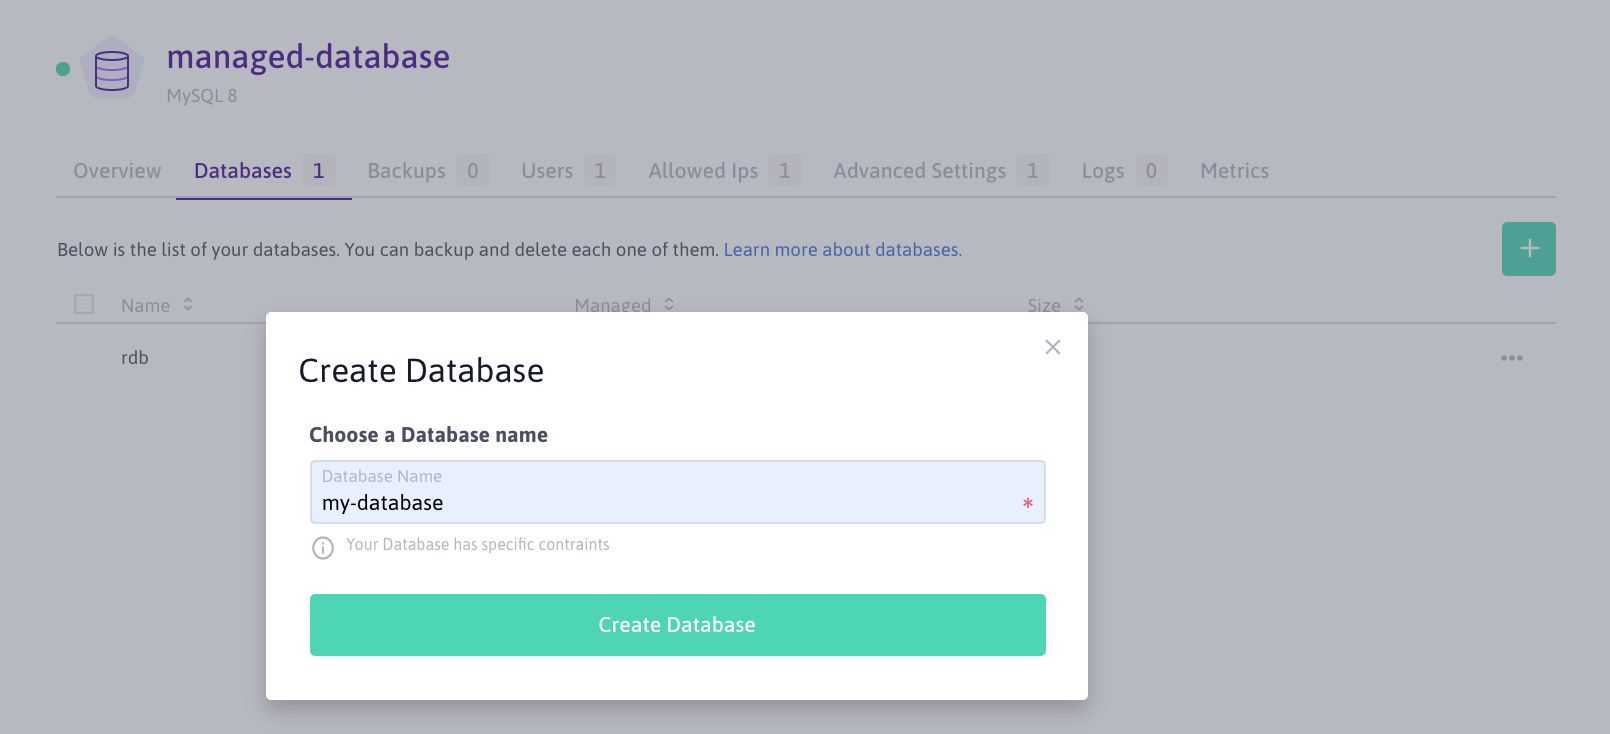 managed-database
MySQL 8
Overview Databases 1 Backups 0 Users 1 Allowed Ips 1 Advanced Settings 1 Logs 0 Metrics
Below is the list of your databases. You can backup and delete each one of them. Learn more about databases.
Name Managed Size
rdb
Create Database
Choose a Database name
Database Name
my-database *
Your Database has specific contraints
Create Database